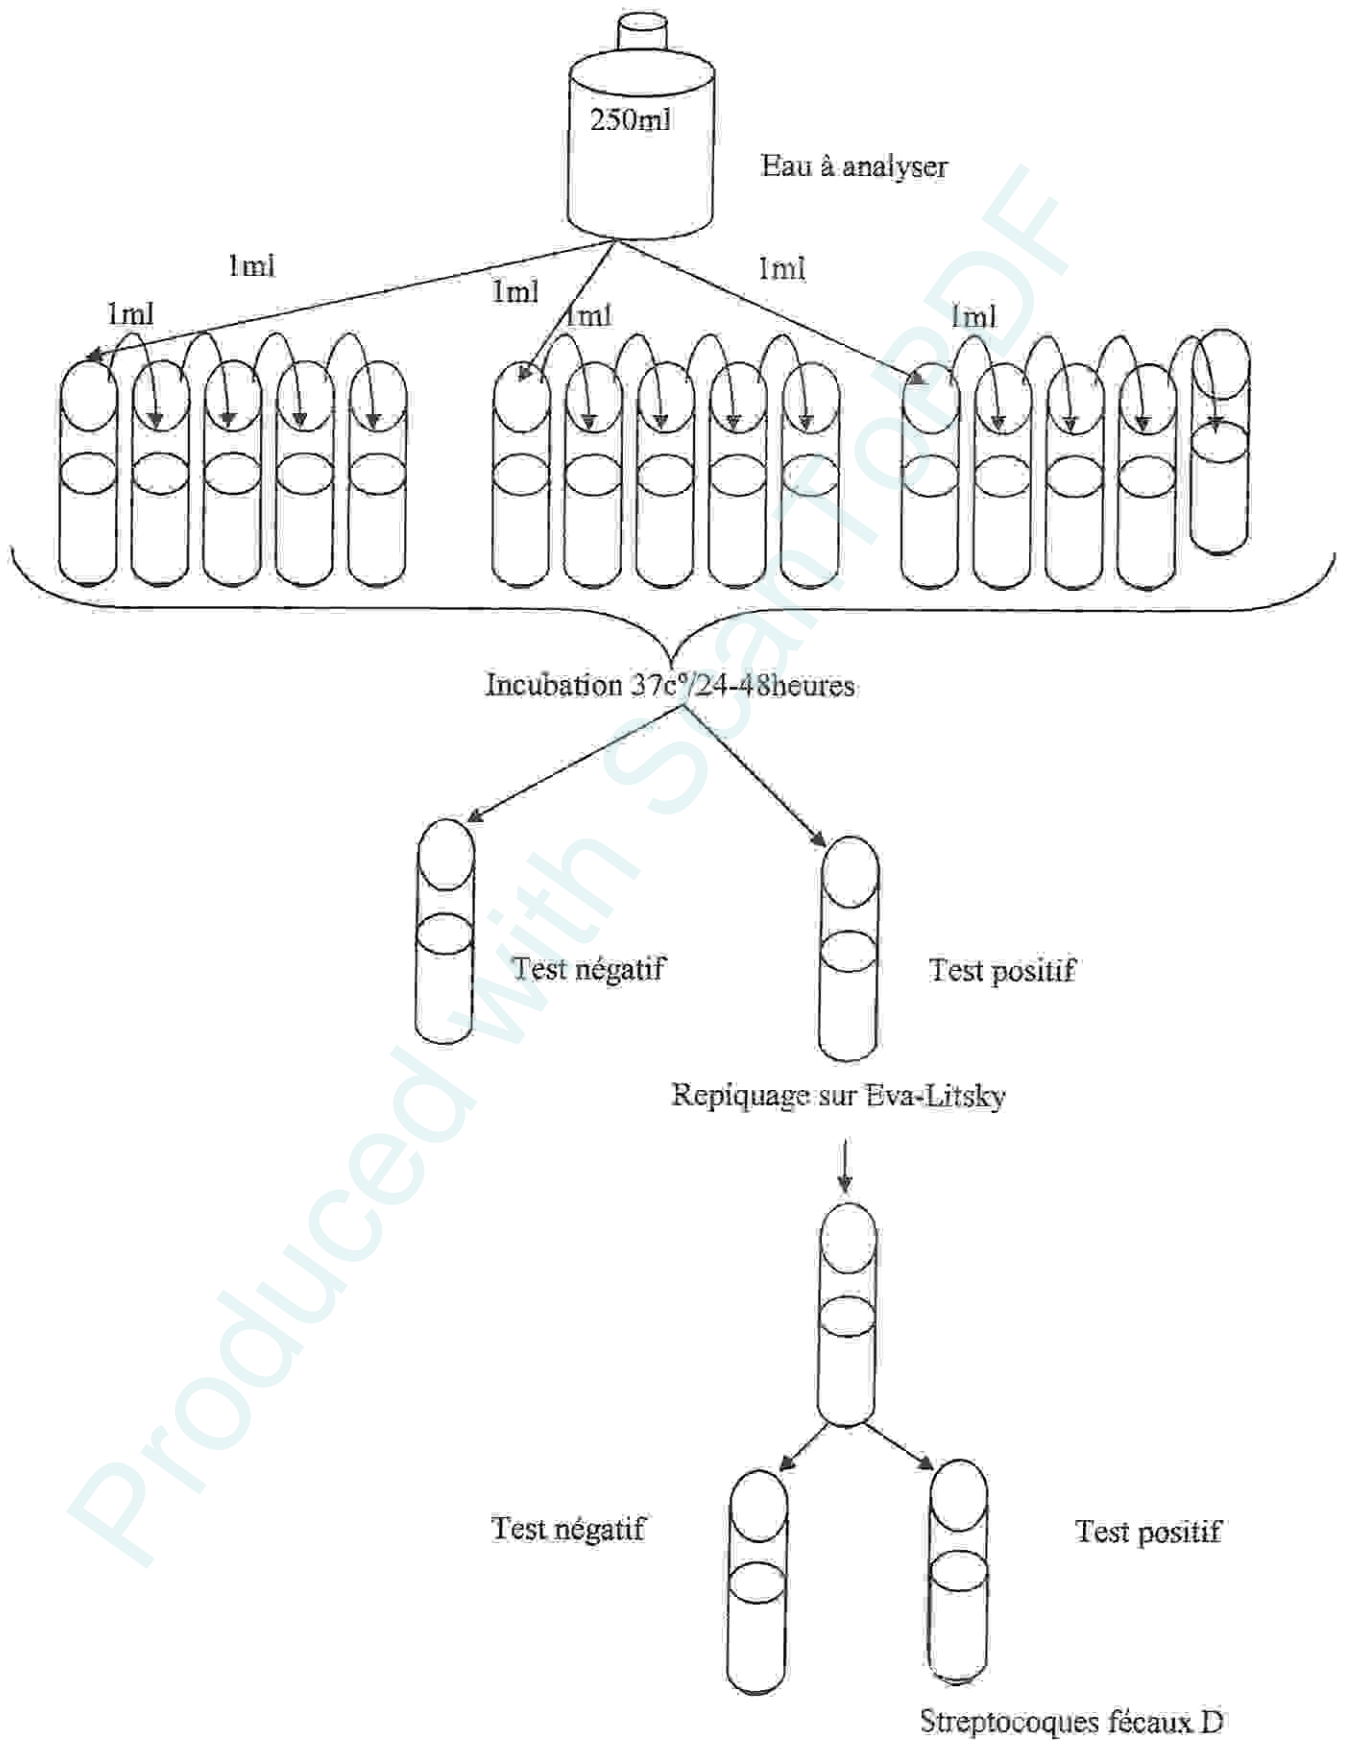 250ml
Eau à analyser
1ml
1ml
1ml
1ml
1ml
1ml
Incubation 37c°/24-48heures
Test négatif
Test positif
Repiquage sur Eva-Litsky
Test négatif
Test positif
Streptocoques fécaux D
Produced with ScanTOPDF